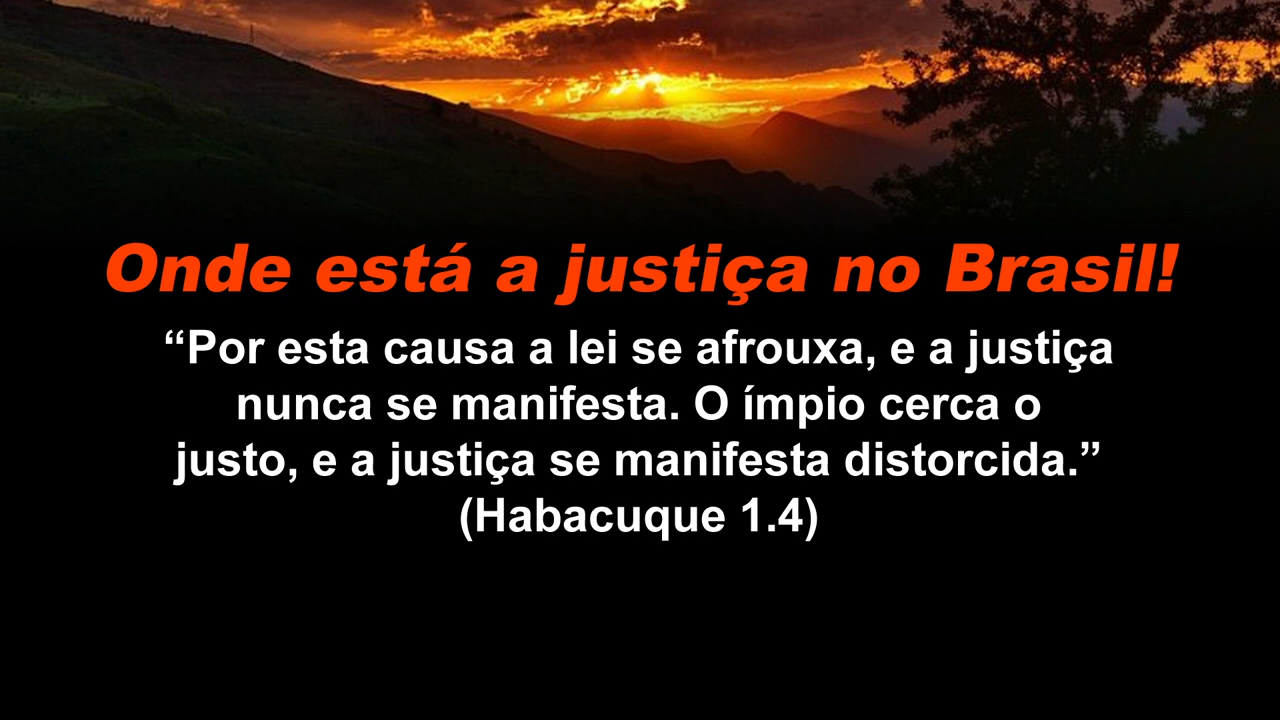 Onde está a justiça no Brasil!
“Por esta causa a lei se afrouxa, e a justiça
nunca se manifesta. O ímpio cerca o
justo, e a justiça se manifesta distorcida.”
(Habacuque 1.4)